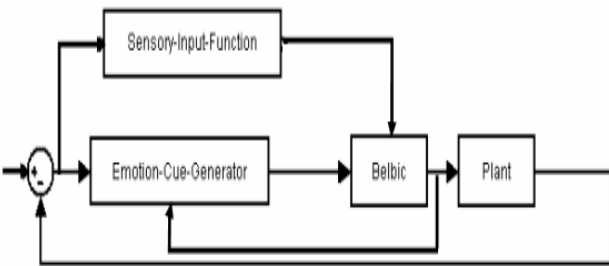 Sensory-Input-Function
+
-
Emotion-Cue-Generator
Belbic
Plant